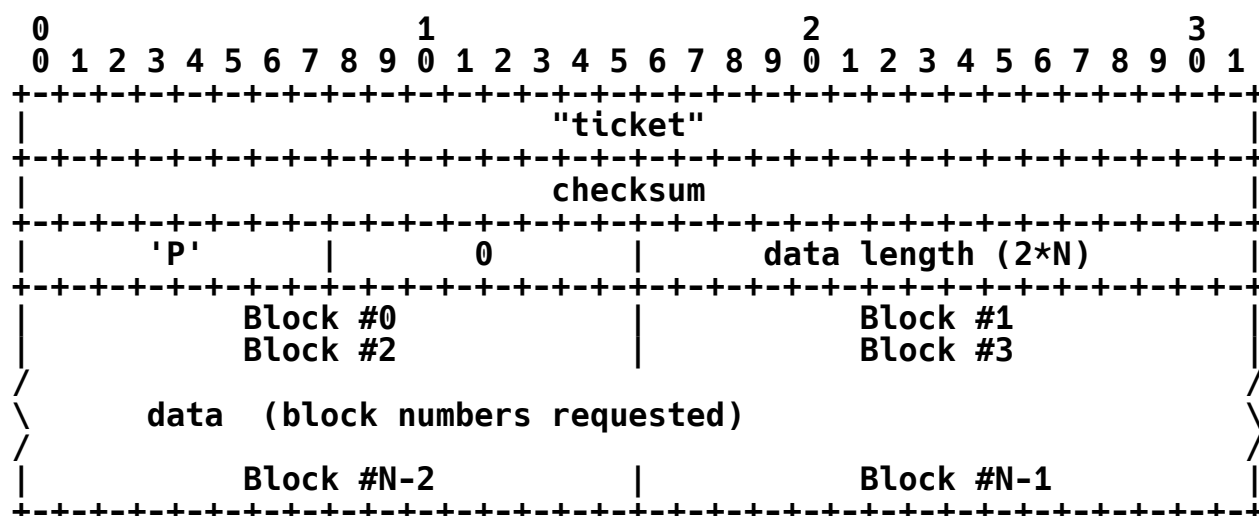 0                   1                   2                   3
 0 1 2 3 4 5 6 7 8 9 0 1 2 3 4 5 6 7 8 9 0 1 2 3 4 5 6 7 8 9 0 1
+-+-+-+-+-+-+-+-+-+-+-+-+-+-+-+-+-+-+-+-+-+-+-+-+-+-+-+-+-+-+-+-+
|                           "ticket"                            |
+-+-+-+-+-+-+-+-+-+-+-+-+-+-+-+-+-+-+-+-+-+-+-+-+-+-+-+-+-+-+-+-+
|                           checksum                            |
+-+-+-+-+-+-+-+-+-+-+-+-+-+-+-+-+-+-+-+-+-+-+-+-+-+-+-+-+-+-+-+-+
|      'P'      |       0       |      data length (2*N)        |
+-+-+-+-+-+-+-+-+-+-+-+-+-+-+-+-+-+-+-+-+-+-+-+-+-+-+-+-+-+-+-+-+
|           Block #0            |           Block #1            |
|           Block #2            |           Block #3            |
/                                                               /
\      data  (block numbers requested)                          \
/                                                               /
|           Block #N-2          |           Block #N-1          |
+-+-+-+-+-+-+-+-+-+-+-+-+-+-+-+-+-+-+-+-+-+-+-+-+-+-+-+-+-+-+-+-+